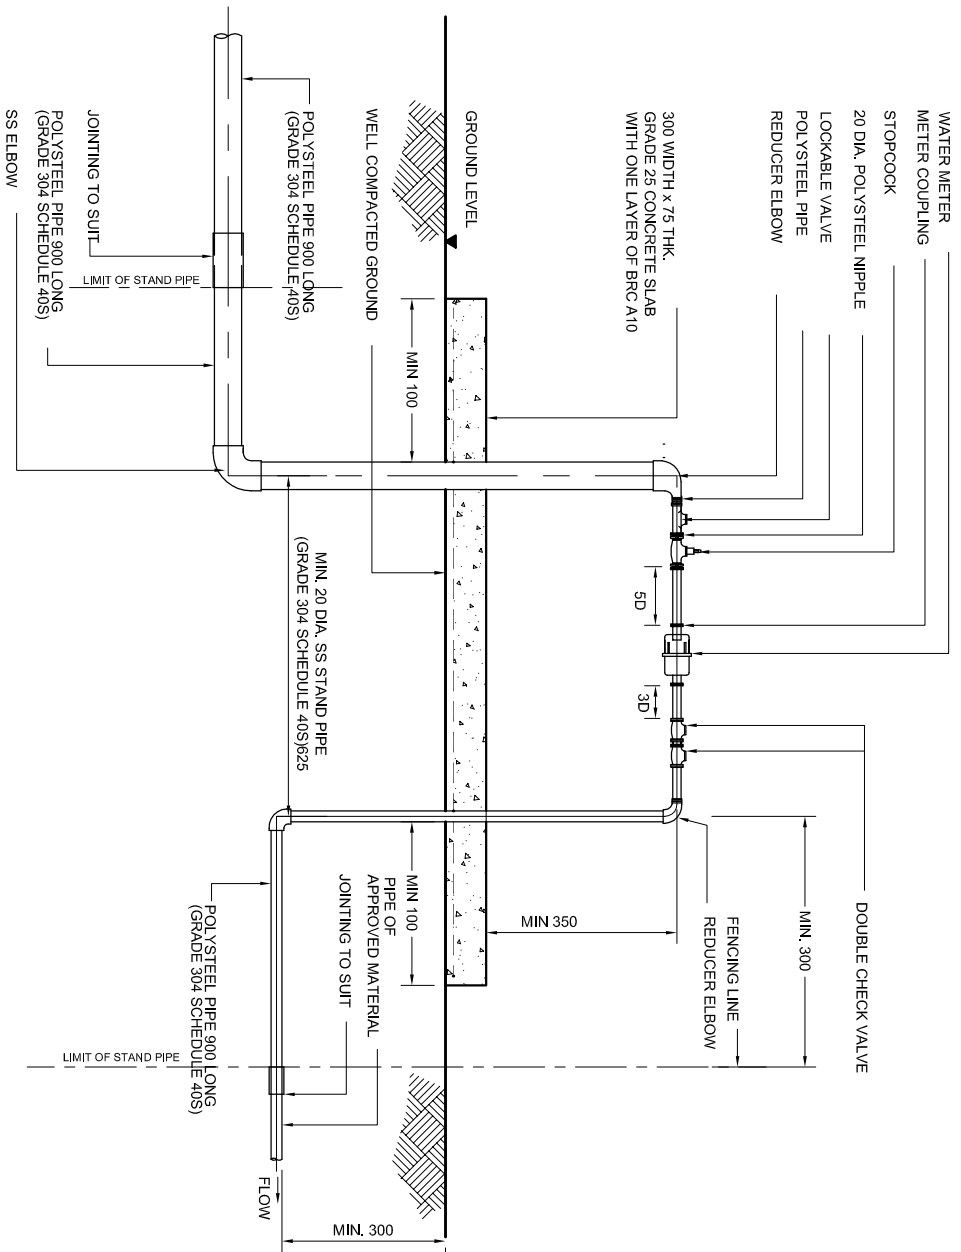 WATER METER
METER COUPLING
STOPCOCK
20 DIA. POLYSTEEL NIPPLE
LOCKABLE VALVE
POLYSTEEL PIPE
REDUCER ELBOW
300 WIDTH x 75 THK.
GRADE 25 CONCRETE SLAB
WITH ONE LAYER OF BRC A10
GROUND LEVEL
WELL COMPACTED GROUND
POLYSTEEL PIPE 900 LONG
(GRADE 304 SCHEDULE 40S)
LIMIT OF STAND PIPE
JOINTING TO SUIT
POLYSTEEL PIPE 900 LONG
(GRADE 304 SCHEDULE 40S)
SS ELBOW
MIN 100
5D
3D
MIN. 20 DIA. SS STAND PIPE
(GRADE 304 SCHEDULE 40S)625
DOUBLE CHECK VALVE
MIN. 300
FENCING LINE
REDUCER ELBOW
MIN 350
MIN 100
PIPE OF
APPROVED MATERIAL
JOINTING TO SUIT
POLYSTEEL PIPE 900 LONG
(GRADE 304 SCHEDULE 40S)
LIMIT OF STAND PIPE
FLOW
MIN. 300